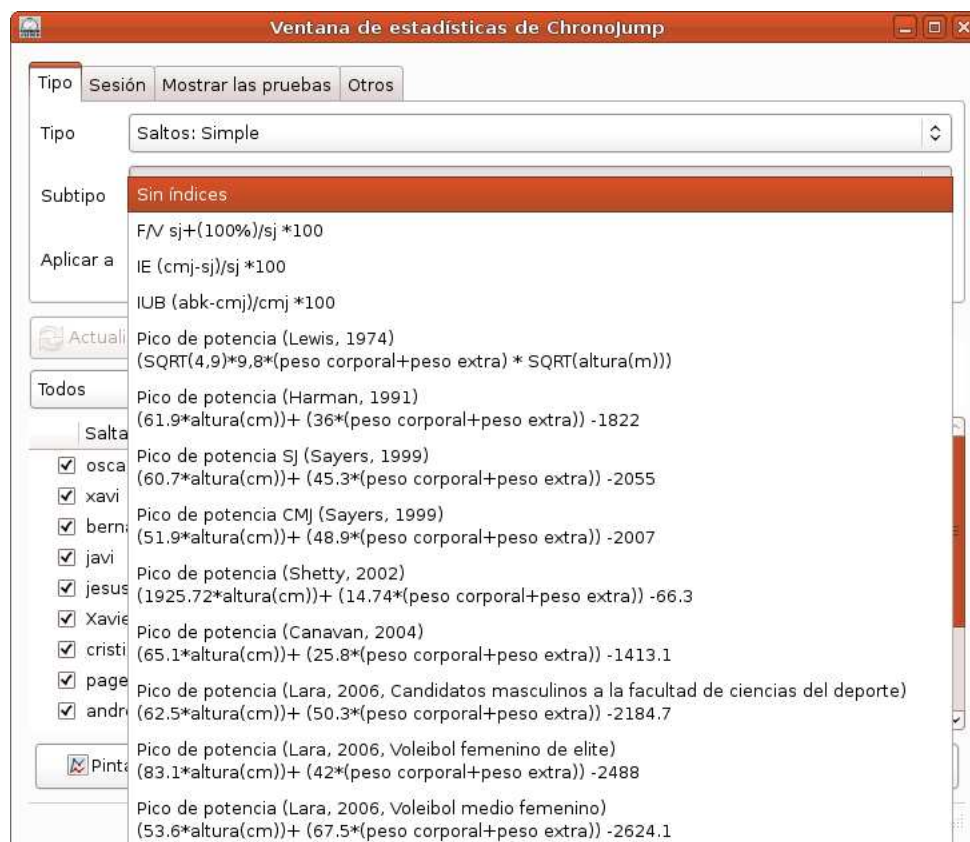 Ventana de estadísticas de ChronoJump
Tipo Sesión Mostrar las pruebas Otros
Tipo Saltos: Simple
Subtipo Sin índices
F/V sj+(100%)/sj *100
Aplicar a IE (cmj-sj)/sj *100
IUB (abk-cmj)/cmj *100
Actuali
Pico de potencia (Lewis, 1974)
(SQRT(4,9)*9,8*(peso corporal+peso extra) * SQRT(altura(m)))
Todos
Pico de potencia (Harman, 1991)
(61.9*altura(cm))+ (36*(peso corporal+peso extra)) -1822
Salta
osca
Pico de potencia SJ (Sayers, 1999)
(60.7*altura(cm))+ (45.3*(peso corporal+peso extra)) -2055
xavi
berna
Pico de potencia CMJ (Sayers, 1999)
(51.9*altura(cm))+ (48.9*(peso corporal+peso extra)) -2007
javi
jesus
Pico de potencia (Shetty, 2002)
(1925.72*altura(cm))+ (14.74*(peso corporal+peso extra)) -66.3
Xavie
cristi
Pico de potencia (Canavan, 2004)
(65.1*altura(cm))+ (25.8*(peso corporal+peso extra)) -1413.1
page
andre
Pico de potencia (Lara, 2006, Candidatos masculinos a la facultad de ciencias del deporte)
(62.5*altura(cm))+ (50.3*(peso corporal+peso extra)) -2184.7
Pinta
Pico de potencia (Lara, 2006, Voleibol femenino de elite)
(83.1*altura(cm))+ (42*(peso corporal+peso extra)) -2488
Pico de potencia (Lara, 2006, Voleibol medio femenino)
(53.6*altura(cm))+ (67.5*(peso corporal+peso extra)) -2624.1